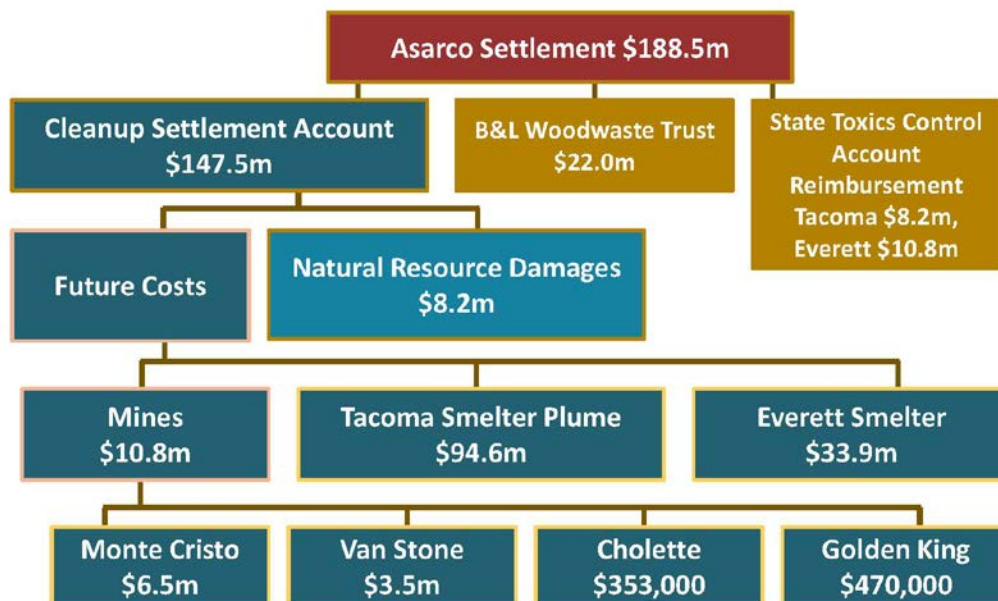 Asarco Settlement $188.5m
Cleanup Settlement Account
$147.5m
B&L Woodwaste Trust
$22.0m
State Toxics Control
Account
Reimbursement
Tacoma $8.2m,
Everett $10.8m
Future Costs
Natural Resource Damages
$8.2m
Mines
$10.8m
Tacoma Smelter Plume
$94.6m
Everett Smelter
$33.9m
Monte Cristo
$6.5m
Van Stone
$3.5m
Cholette
$353,000
Golden King
$470,000